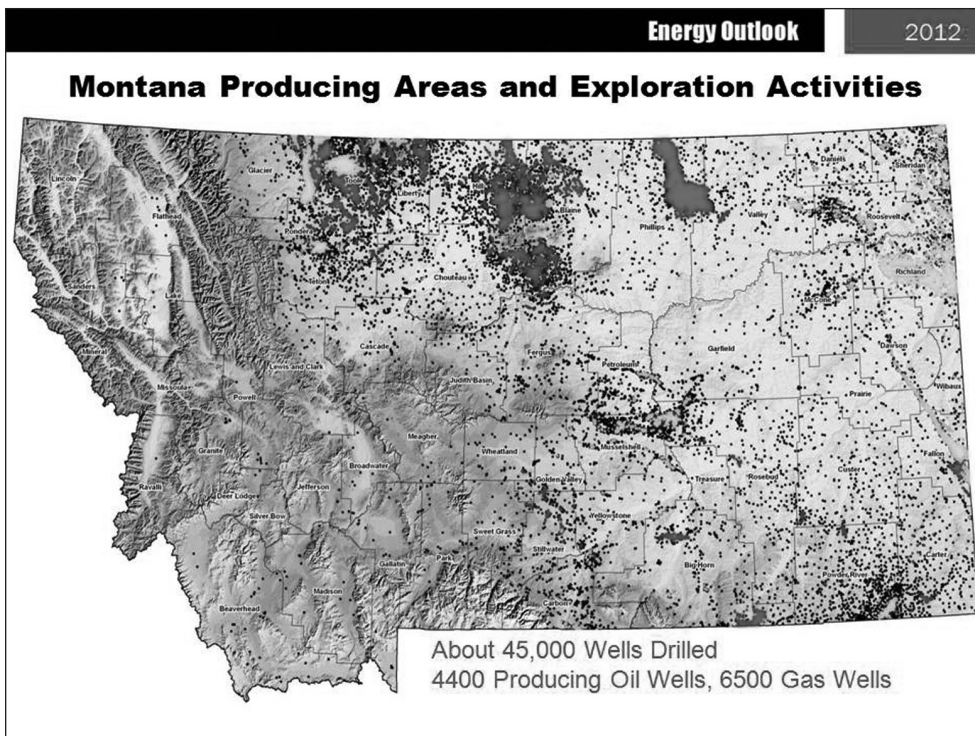 Energy Outlook 2012
Montana Producing Areas and Exploration Activities
Lincoln
Glacier
Liberty
Hill
Blaine
Daniels
Sheridan
Flathead
Pondera
Phillips
Valley
Roosevelt
Sanders
Lake
Teton
Chouteau
McCone
Richland
Mineral
Missoula
Lewis and Clark
Cascade
Fergus
Petroleum
Garfield
Dawson
Wibaux
Powell
Judith Basin
Prairie
Granite
Meagher
Wheatland
Musselshell
Ravalli
Broadwater
Golden Valley
Treasure
Rosebud
Custer
Fallon
Deer Lodge
Jefferson
Silver Bow
Sweet Grass
Yellowstone
Stillwater
Big Horn
Powder River
Carter
Gallatin
Park
Carbon
Beaverhead
Madison
About 45,000 Wells Drilled
4400 Producing Oil Wells, 6500 Gas Wells